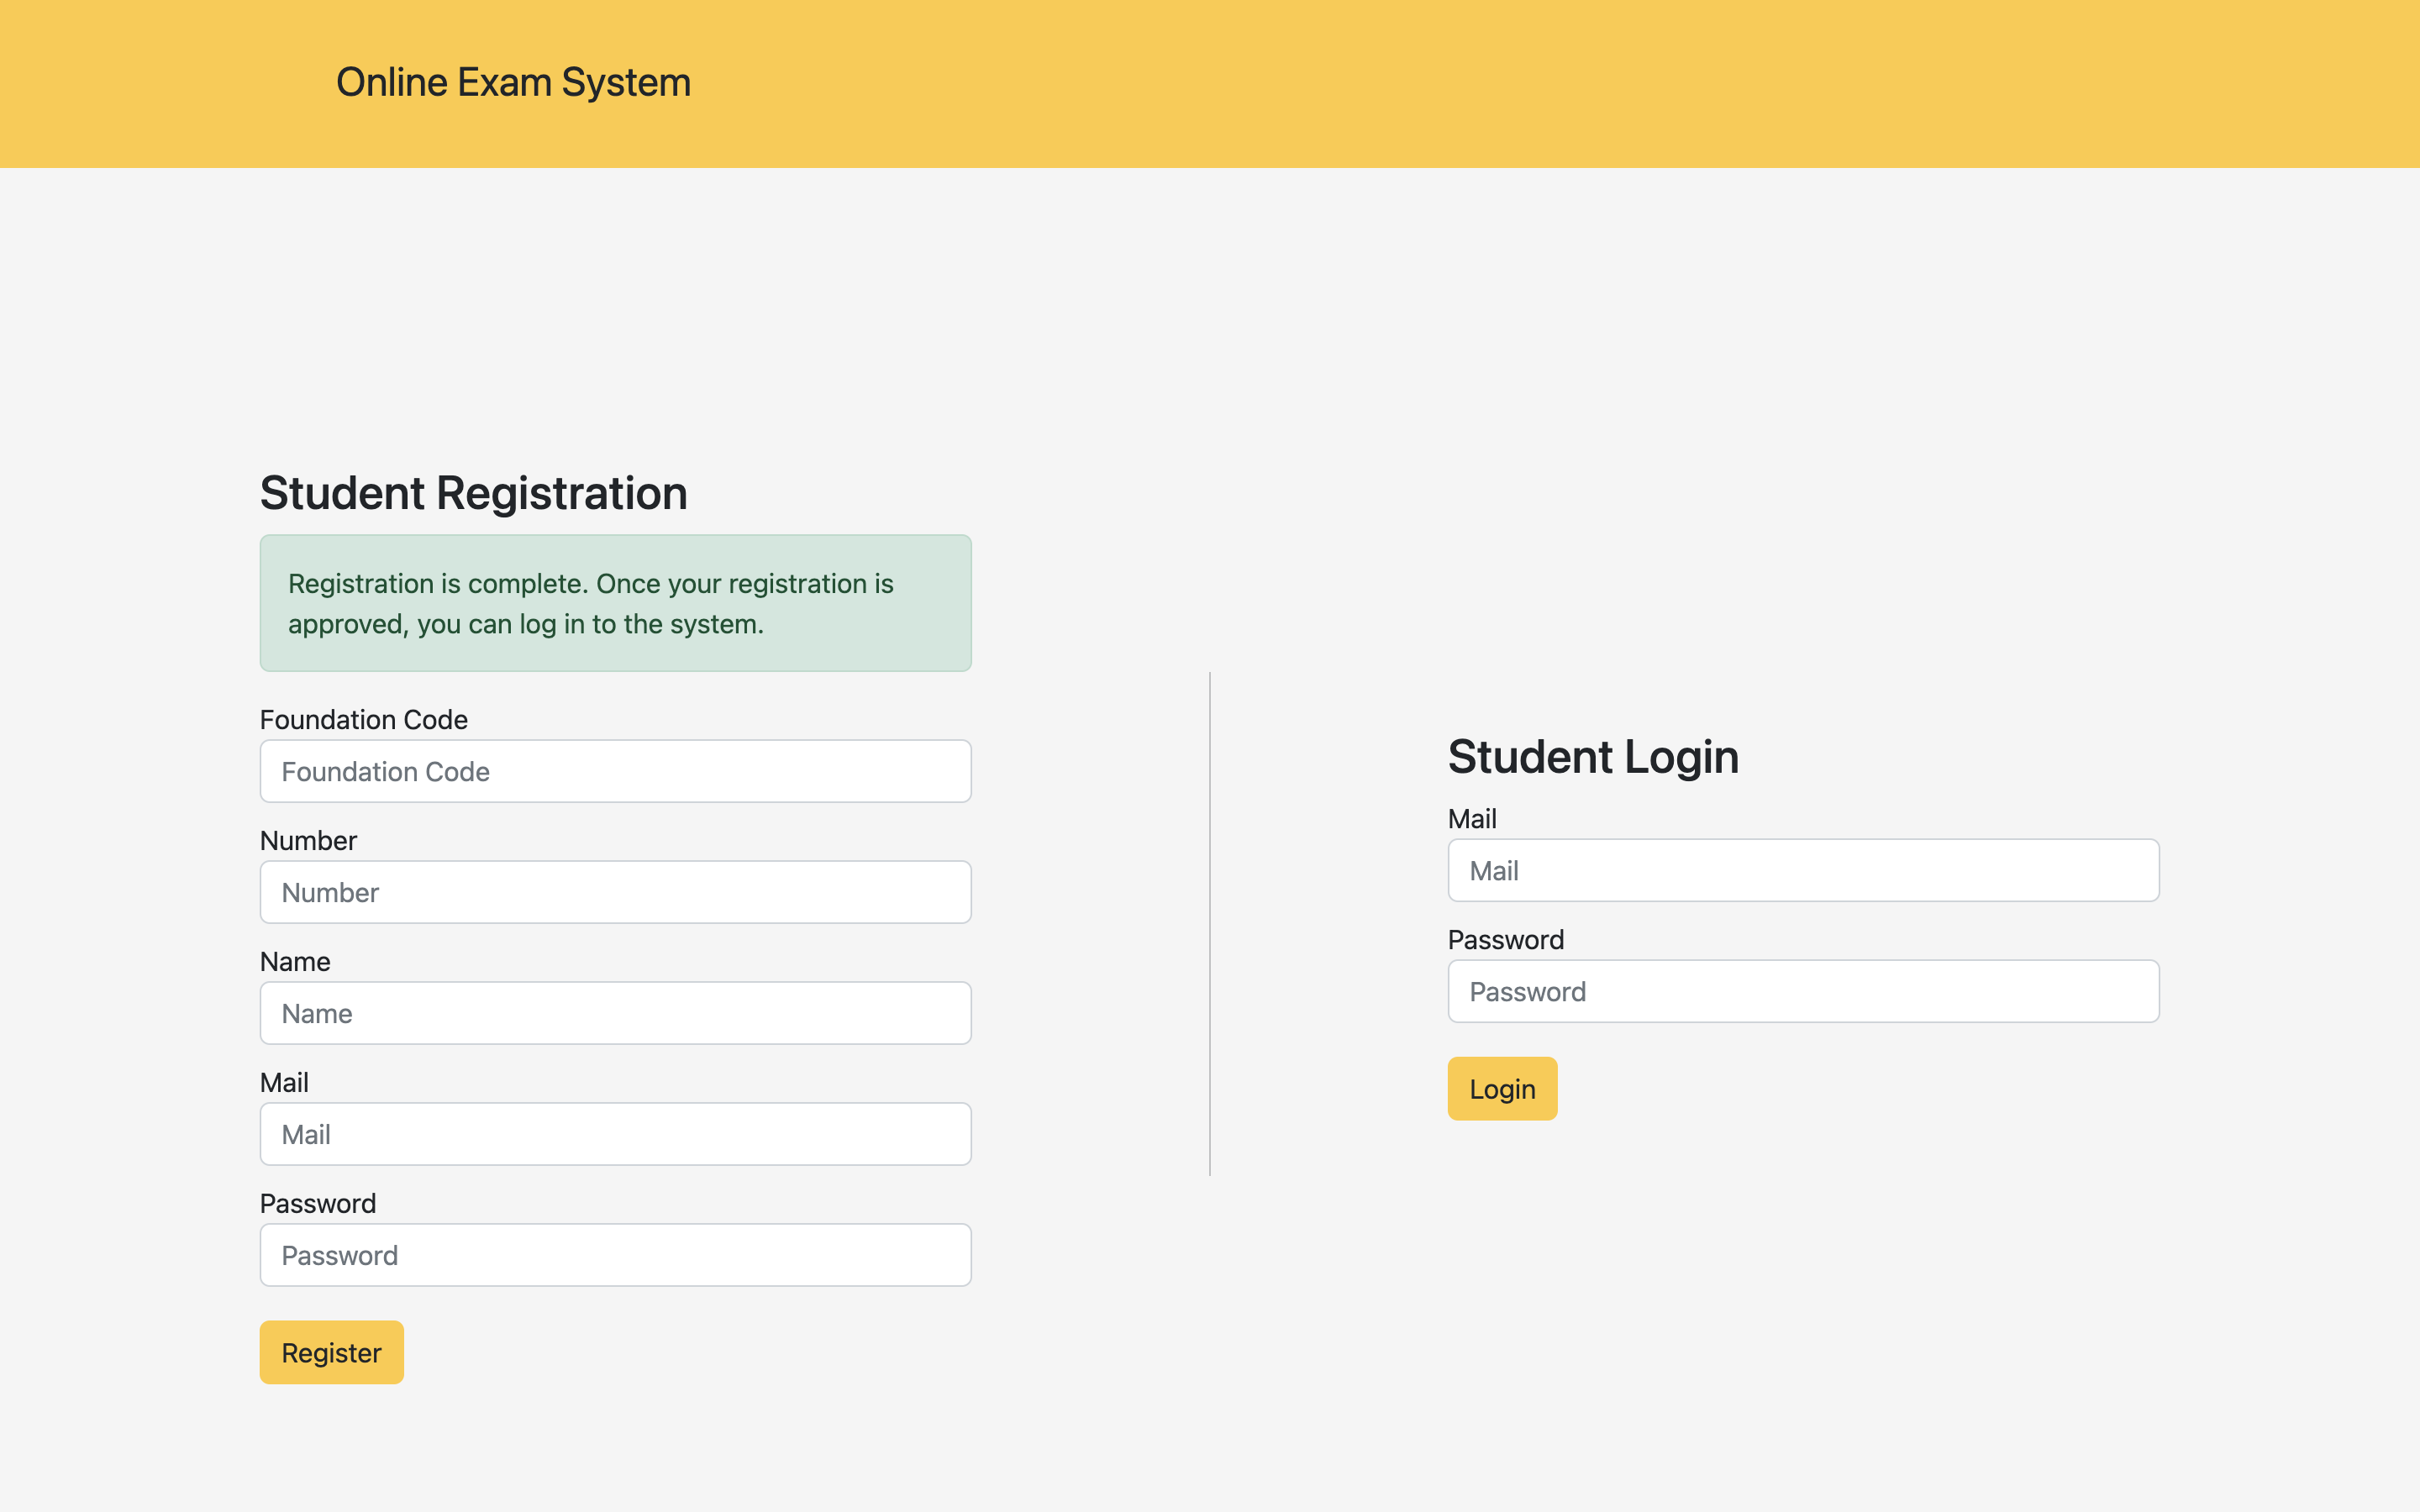 Online Exam System
Student Registration
Registration is complete. Once your registration is
approved, you can log in to the system.
Foundation Code
Foundation Code
Number
Number
Name
Name
Mail
Mail
Password
Password
Register
Student Login
Mail
Mail
Password
Password
Login